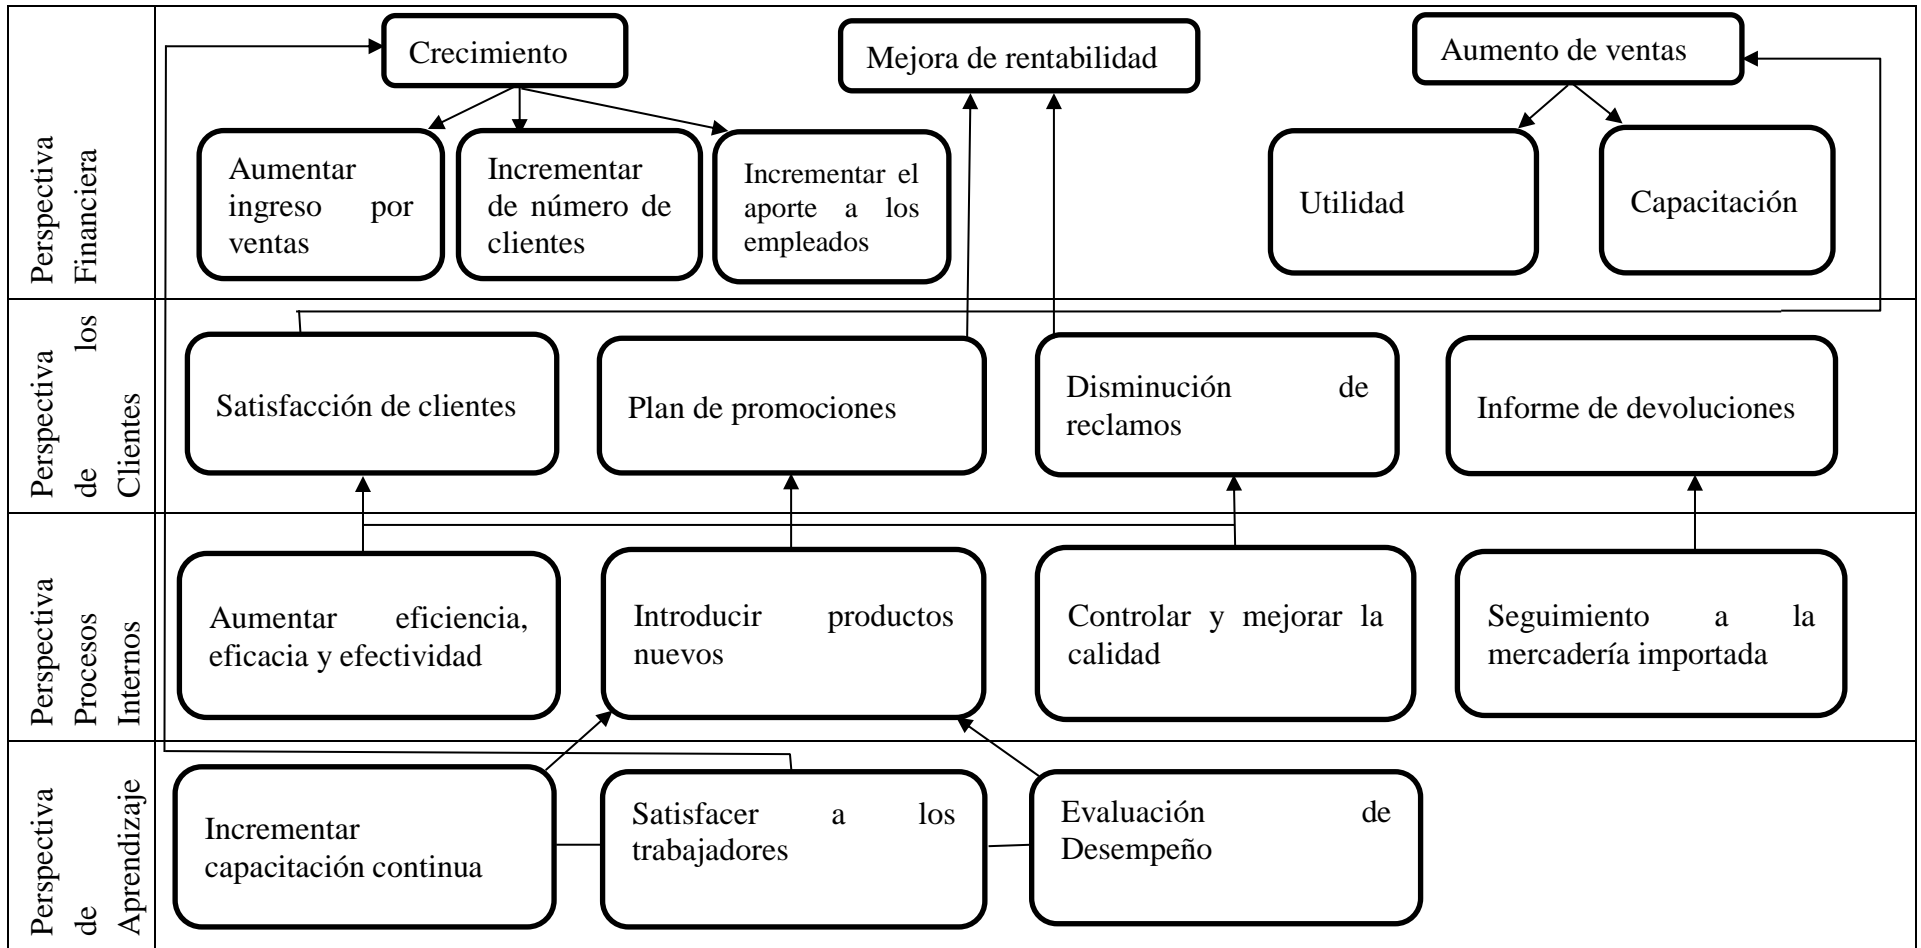 Perspectiva
Financiera
Crecimiento
Mejora de rentabilidad
Aumento de ventas
Aumentar
ingreso por
ventas
Incrementar
de número de
clientes
Incrementar el
aporte a los
empleados
Utilidad
Capacitación
Perspectiva
de los
Clientes
Satisfacción de clientes
Plan de promociones
Disminución de
reclamos
Informe de devoluciones
Perspectiva
Procesos
Internos
Aumentar eficiencia,
eficacia y efectividad
Introducir productos
nuevos
Controlar y mejorar la
calidad
Seguimiento a la
mercadería importada
Perspectiva
de
Aprendizaje
Incrementar
capacitación continua
Satisfacer a los
trabajadores
Evaluación de
Desempeño